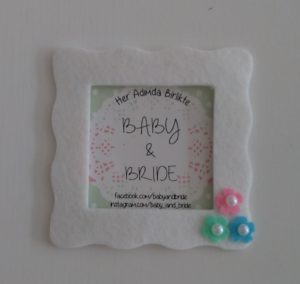 Her Adımda Birlikte
BABY
&
BRIDE
facebook.com/babyandbride
instagram.com/baby_and_bride